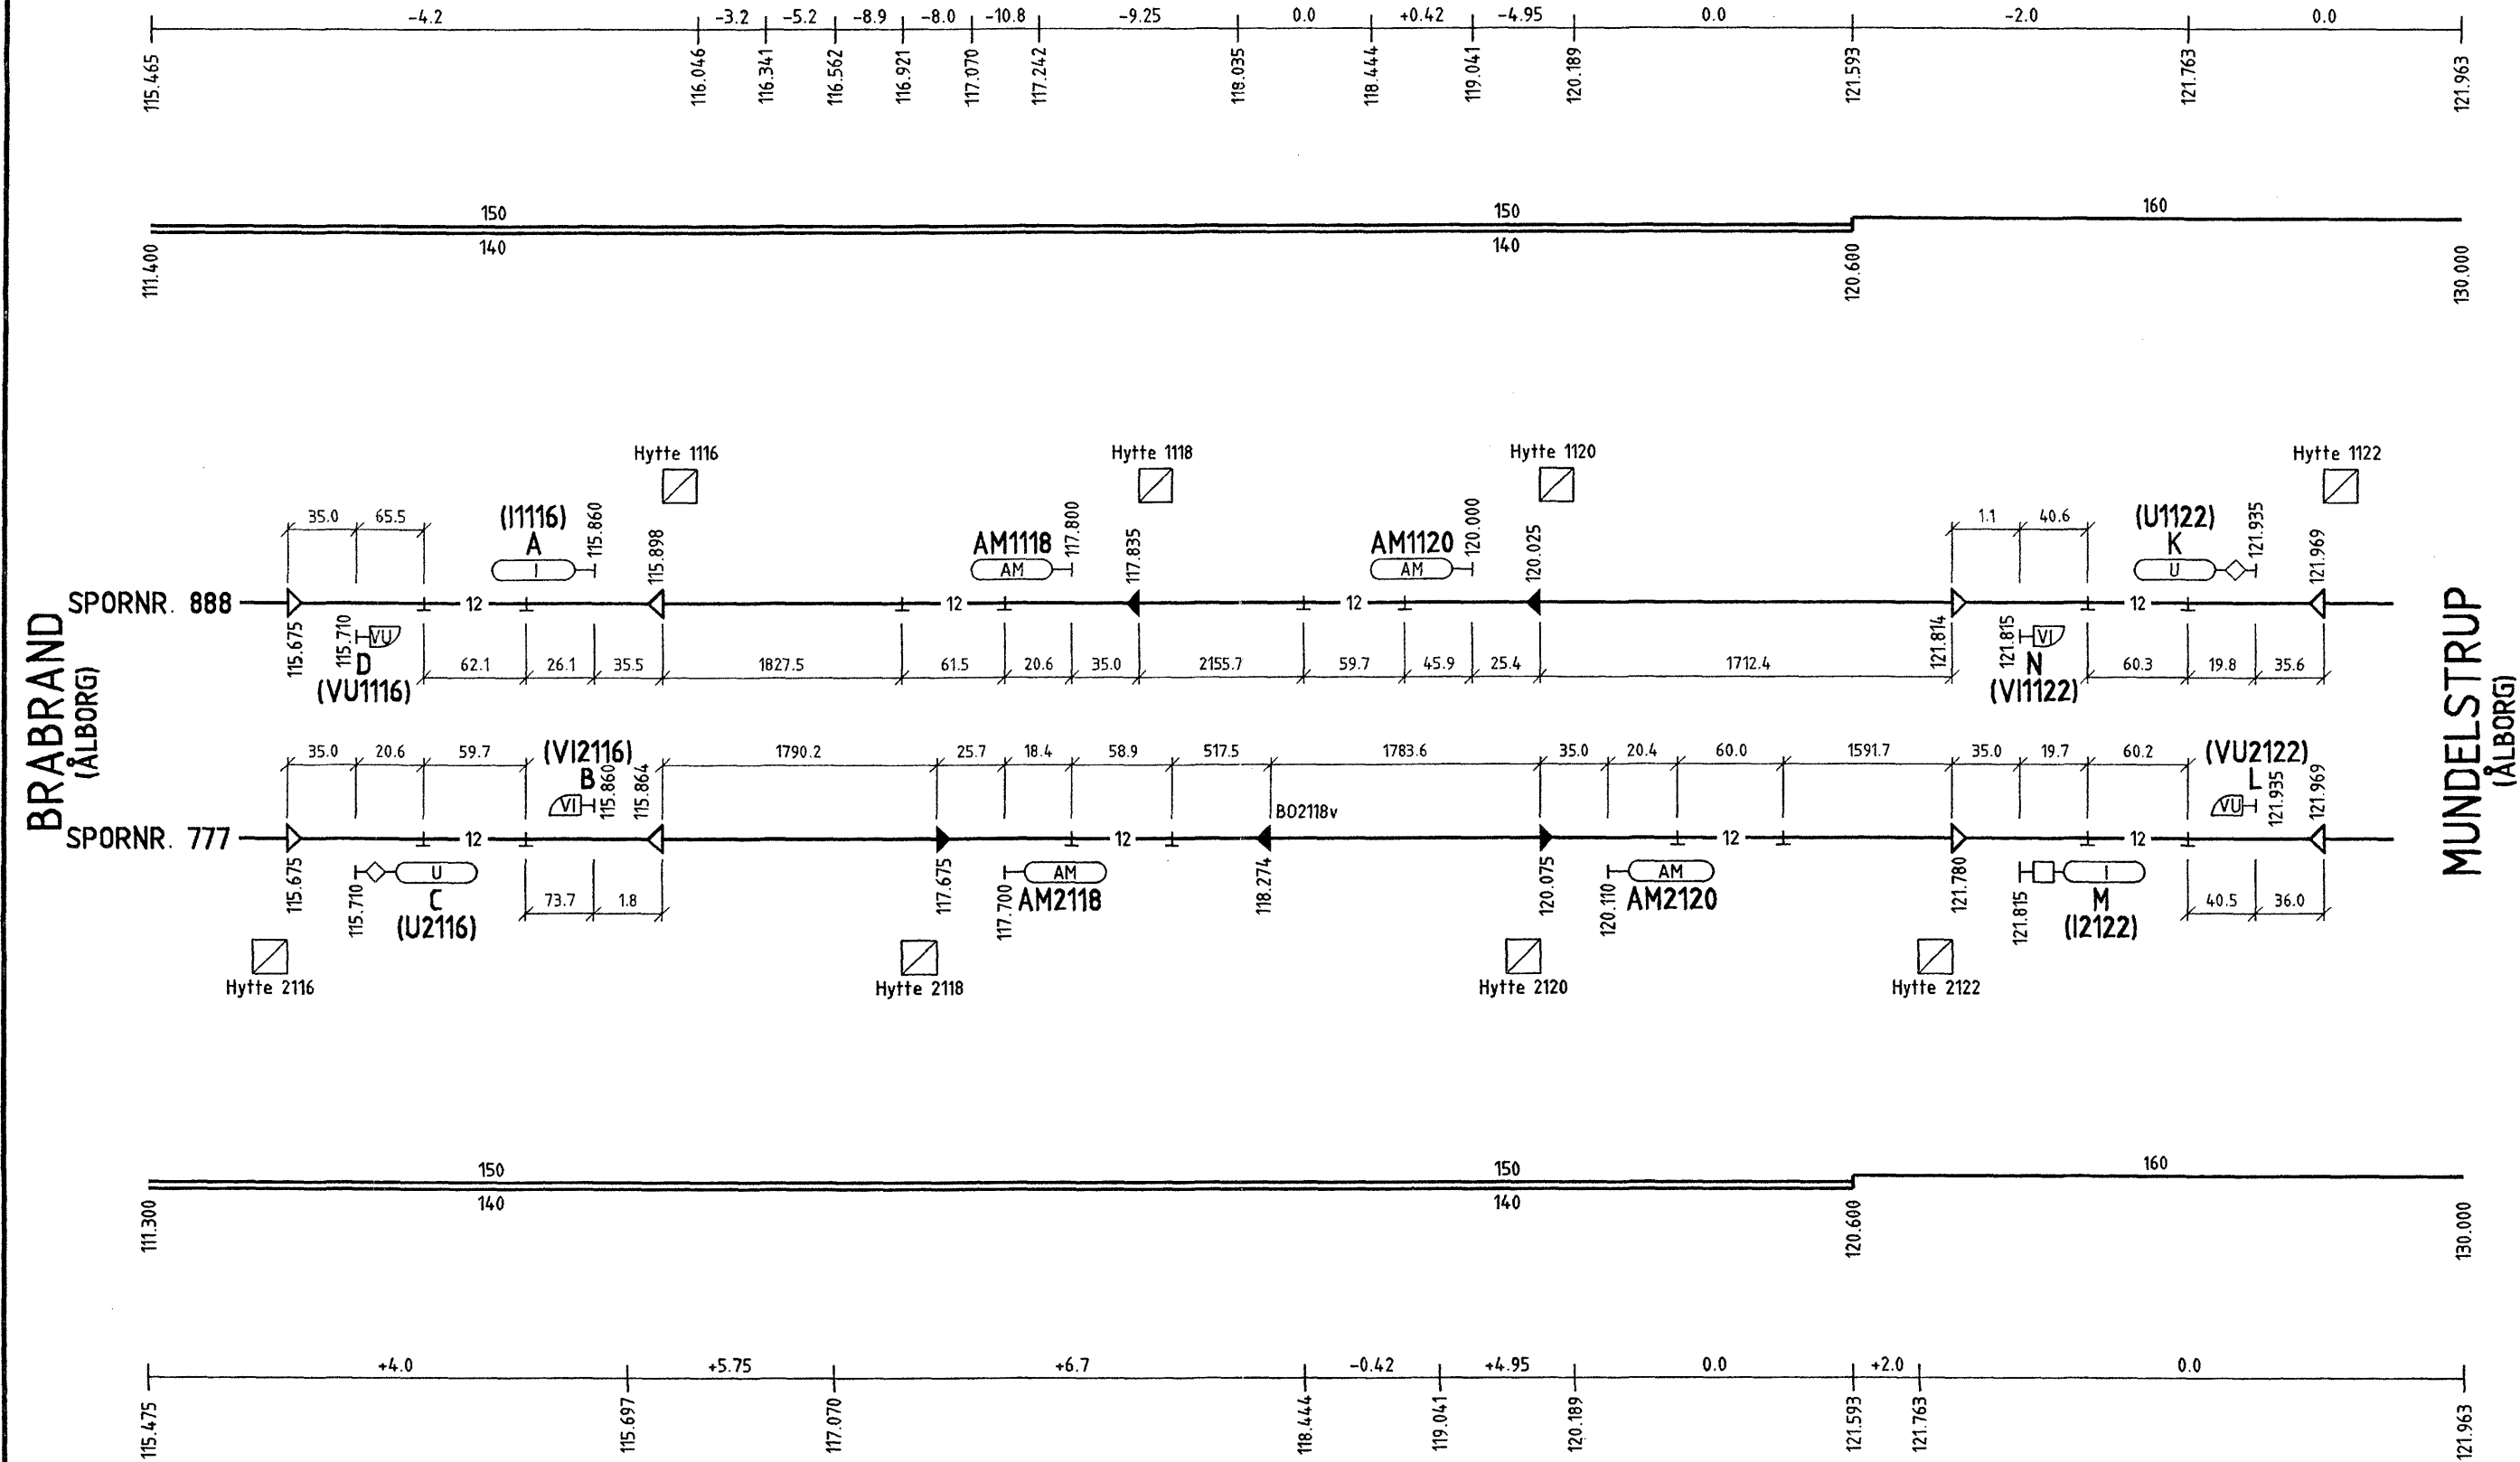 -4.2 -3.2 -5.2 -8.9 -8.0 -10.8 -9.25 0.0 +0.42 -4.95 0.0 -2.0 0.0
115.465 116.046 116.341 116.562 116.921 117.070 117.242 118.035 118.444 119.041 120.189 121.593 121.763 121.963
150 150 160
140 140
111.400 120.600 130.000
Hytte 1116 Hytte 1118 Hytte 1120 Hytte 1122
35.0 65.5 (I1116) 115.860 115.898 AM1118 117.800 117.835 AM1120 120.000 120.025 1.1 40.6 (U1122) 121.935 121.969
A K
I AM AM U
SPORNR. 888 12 12 12 12
115.675 115.710 VU 121.814 121.815 VI
D N
62.1 26.1 35.5 1827.5 61.5 20.6 35.0 2155.7 59.7 45.9 25.4 1712.4 60.3 19.8 35.6
(VU1116) (VI1122)
BRABRAND
(ÅLBORG)
MUNDELSTRUP
(ÅLBORG)
35.0 20.6 59.7 (VI2116) 1790.2 25.7 18.4 58.9 517.5 1783.6 35.0 20.4 60.0 1591.7 35.0 19.7 60.2 (VU2122)
B 115.860 115.864 L 121.935 121.969
VI BO2118v VU
SPORNR. 777 12 12 12 12
115.675 115.710 U 117.675 117.700 AM 118.274 120.075 120.110 AM 121.780 121.815 I
C 73.7 1.8 AM2118 AM2120 M 40.5 36.0
(U2116) (I2122)
Hytte 2116 Hytte 2118 Hytte 2120 Hytte 2122
150 150 160
140 140
111.300 120.600 130.000
+4.0 +5.75 +6.7 -0.42 +4.95 0.0 +2.0 0.0
115.475 115.697 117.070 118.444 119.041 120.189 121.593 121.763 121.963